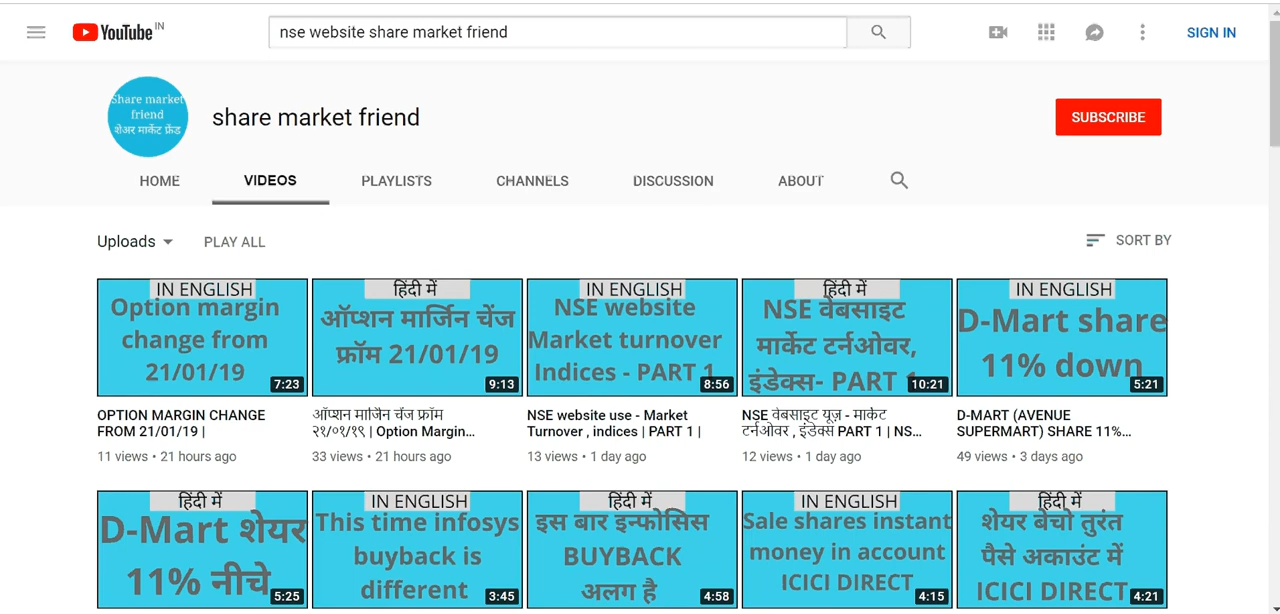 YouTube IN
nse website share market friend
SIGN IN
Share market
friend
शेअर मार्केट फ्रेंड
share market friend
SUBSCRIBE
HOME VIDEOS PLAYLISTS CHANNELS DISCUSSION ABOUT
Uploads PLAY ALL SORT BY
IN ENGLISH
Option margin
change from
21/01/19
7:23
हिंदी में
ऑप्शन मार्जिन चेंज
फ्रॉम 21/01/19
9:13
IN ENGLISH
NSE website
Market turnover
Indices - PART 1
8:56
हिंदी में
NSE वेबसाइट
मार्केट टर्नओवर,
इंडेक्स- PART 1
10:21
IN ENGLISH
D-Mart share
11% down
5:21
OPTION MARGIN CHANGE
FROM 21/01/19 |
11 views • 21 hours ago
ऑप्शन मार्जिन चेंज फ्रॉम
२१/०१/१९ | Option Margin...
33 views • 21 hours ago
NSE website use - Market
Turnover , indices | PART 1 |
13 views • 1 day ago
NSE वेबसाइट यूज़ - मार्केट
टर्नओवर , इंडेक्स PART 1 | NS...
12 views • 1 day ago
D-MART (AVENUE
SUPERMART) SHARE 11%...
49 views • 3 days ago
हिंदी में
D-Mart शेयर
11% नीचे
5:25
IN ENGLISH
This time infosys
buyback is
different
3:45
हिंदी में
इस बार इन्फोसिस
BUYBACK
अलग है
4:58
IN ENGLISH
Sale shares instant
money in account
ICICI DIRECT
4:15
हिंदी में
शेयर बेचो तुरंत
पैसे अकाउंट में
ICICI DIRECT
4:21